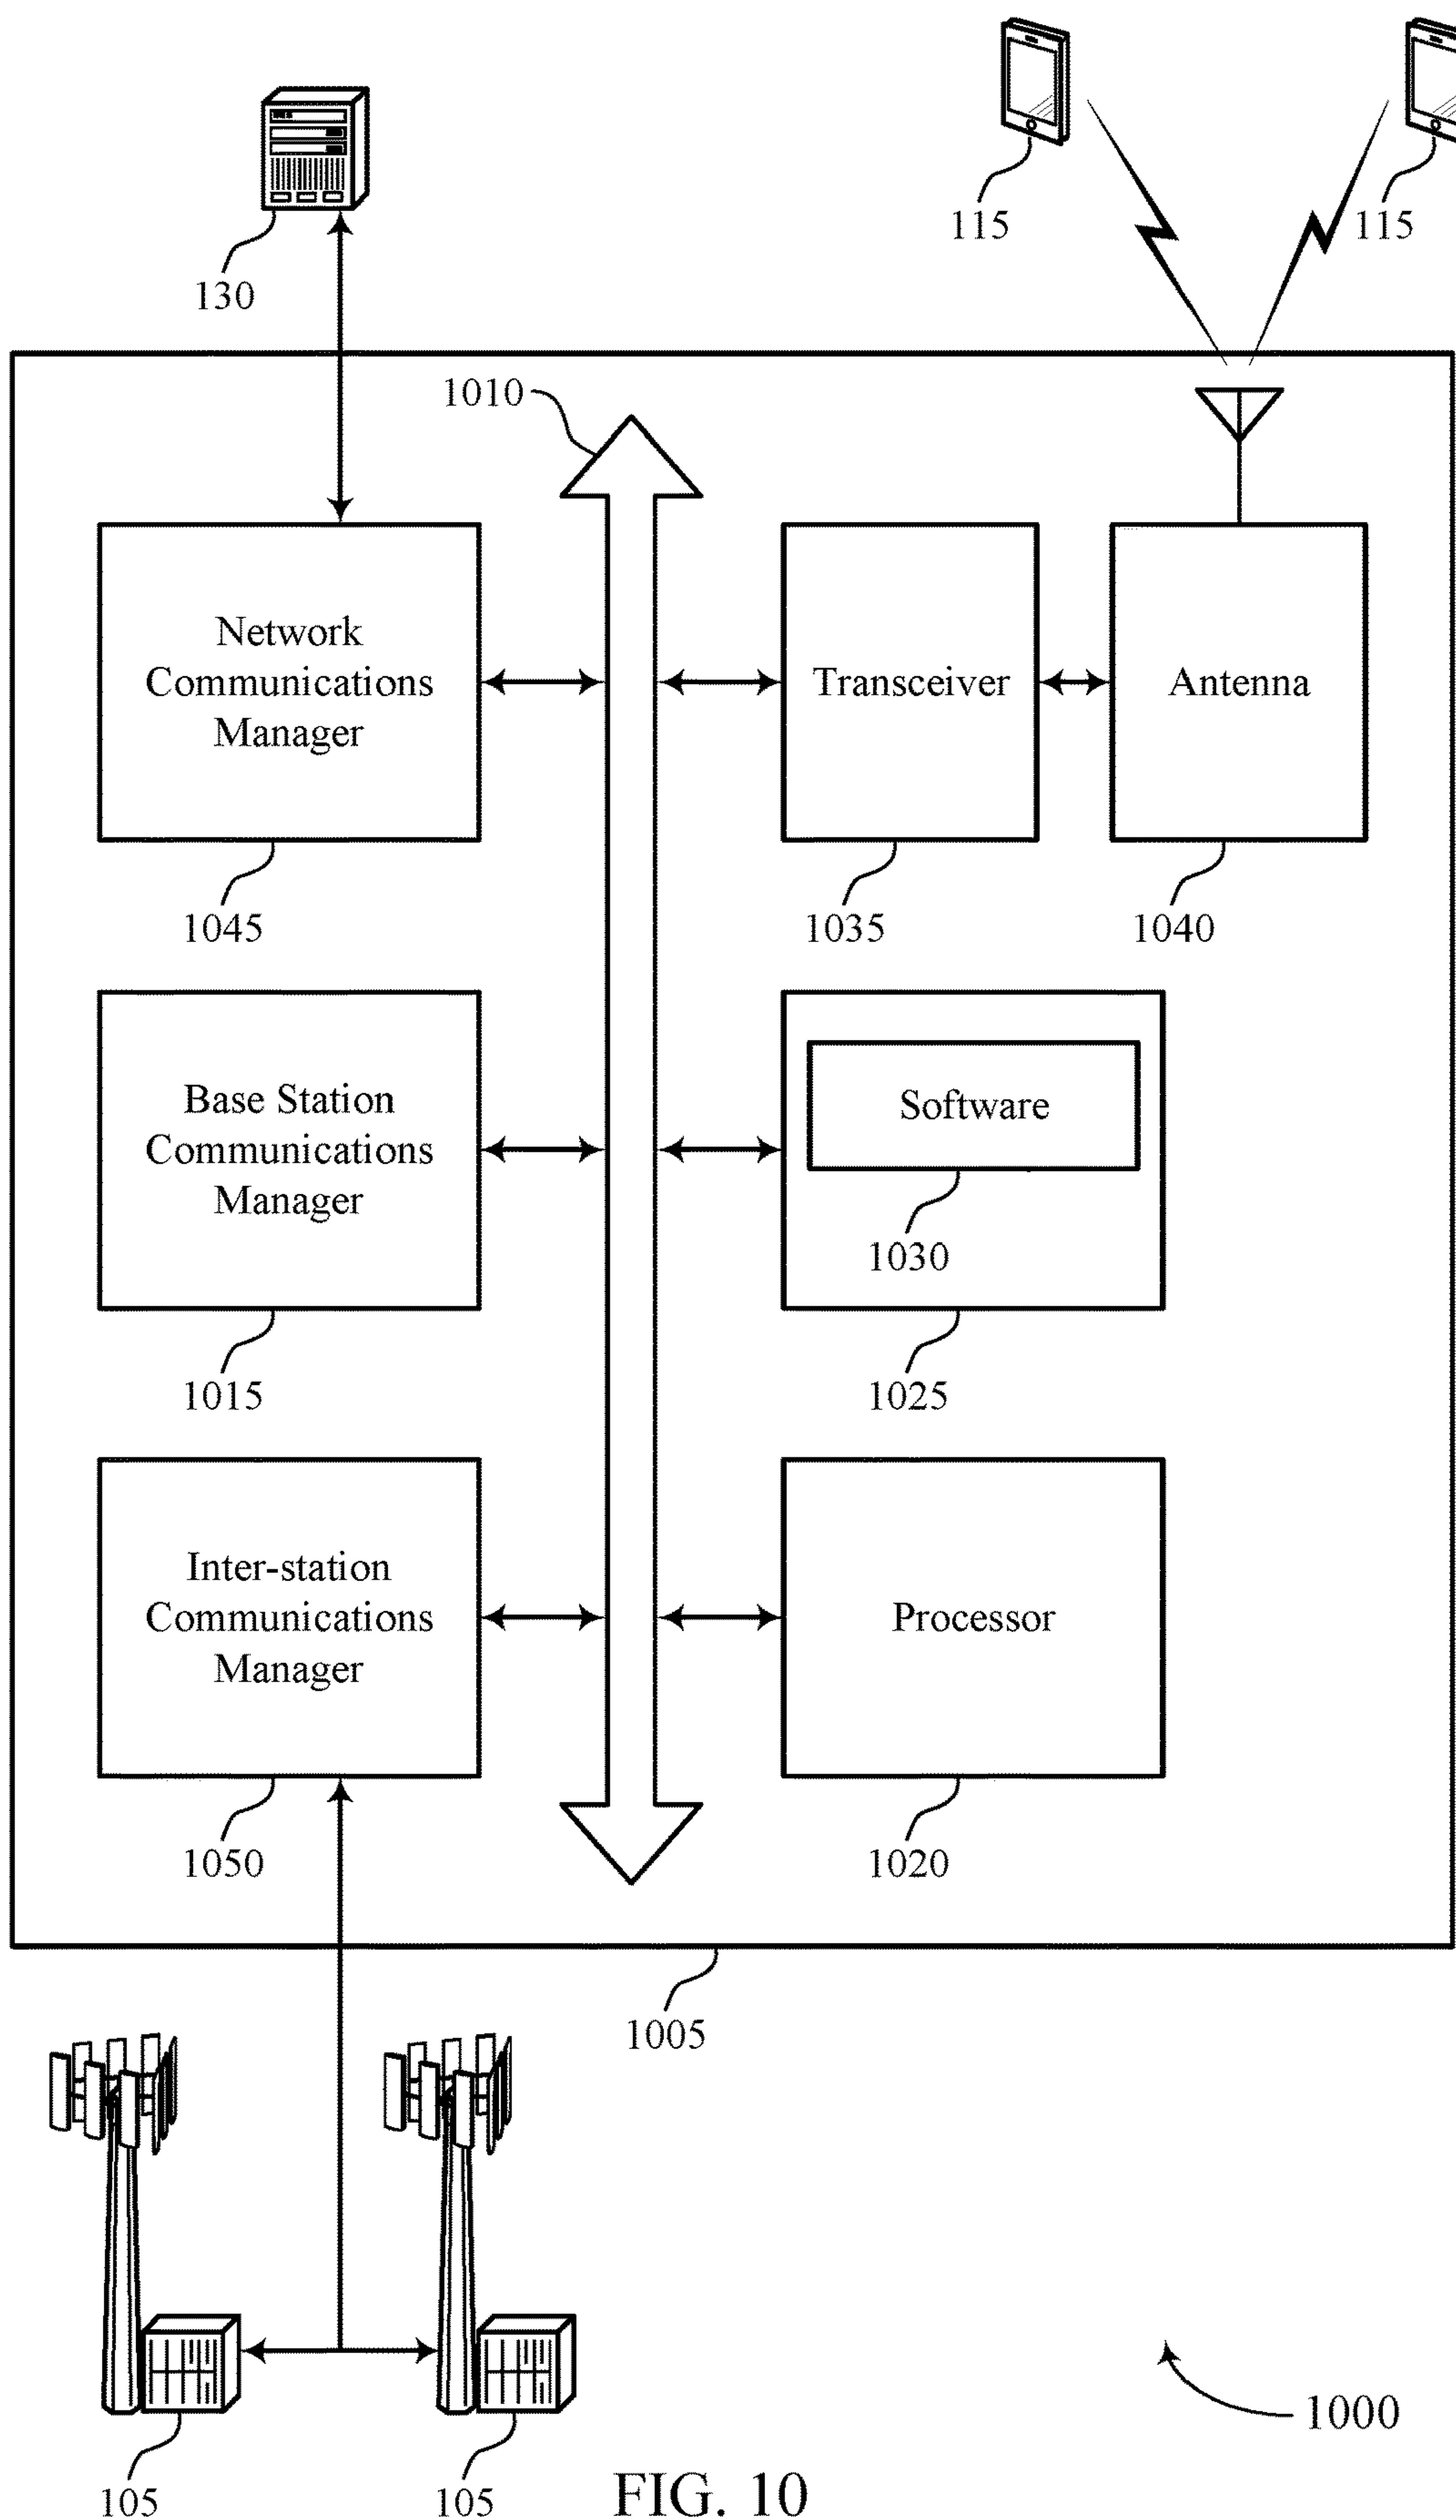 115
115
130
1010
Network
Communications
Manager
Transceiver
Antenna
1045
1035
1040
Base Station
Communications
Manager
Software
1030
1015
1025
Inter-station
Communications
Manager
Processor
1050
1020
1005
105
105
1000
FIG. 10